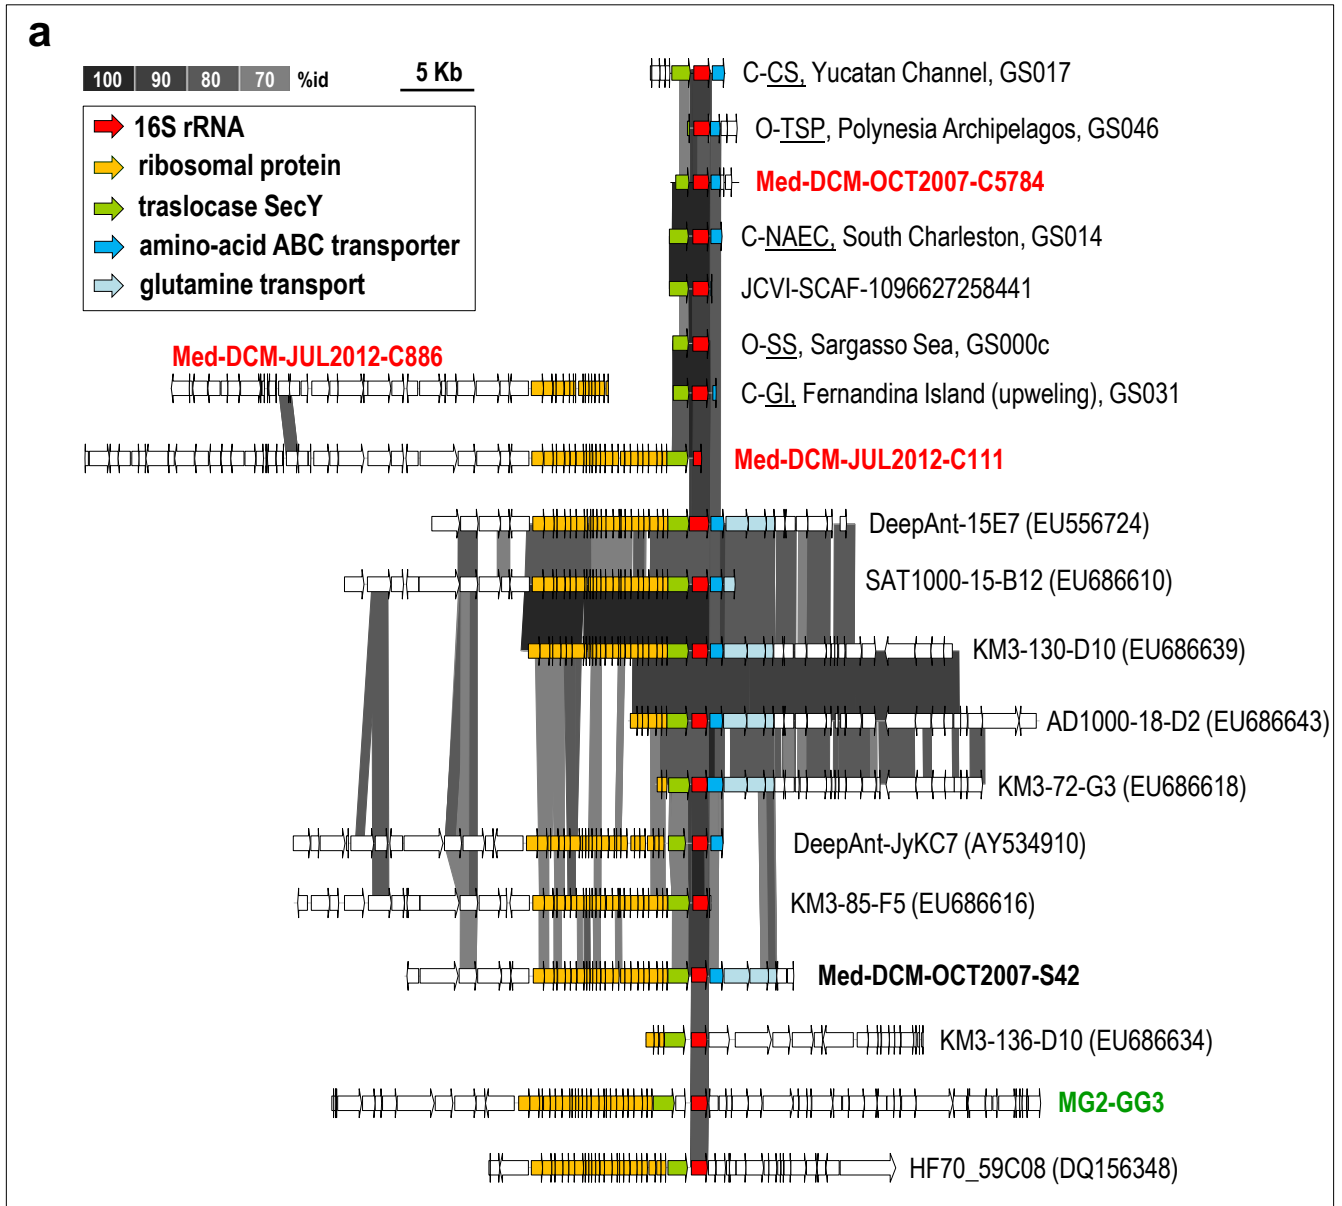 a
100 90 80 70 %id
5 Kb
16S rRNA
ribosomal protein
traslocase SecY
amino-acid ABC transporter
glutamine transport
C-CS, Yucatan Channel, GS017
O-TSP, Polynesia Archipelagos, GS046
Med-DCM-OCT2007-C5784
C-NAEC, South Charleston, GS014
JCVI-SCAF-1096627258441
O-SS, Sargasso Sea, GS000c
Med-DCM-JUL2012-C886
C-GI, Fernandina Island (upweling), GS031
Med-DCM-JUL2012-C111
DeepAnt-15E7 (EU556724)
SAT1000-15-B12 (EU686610)
KM3-130-D10 (EU686639)
AD1000-18-D2 (EU686643)
KM3-72-G3 (EU686618)
DeepAnt-JyKC7 (AY534910)
KM3-85-F5 (EU686616)
Med-DCM-OCT2007-S42
KM3-136-D10 (EU686634)
MG2-GG3
HF70_59C08 (DQ156348)